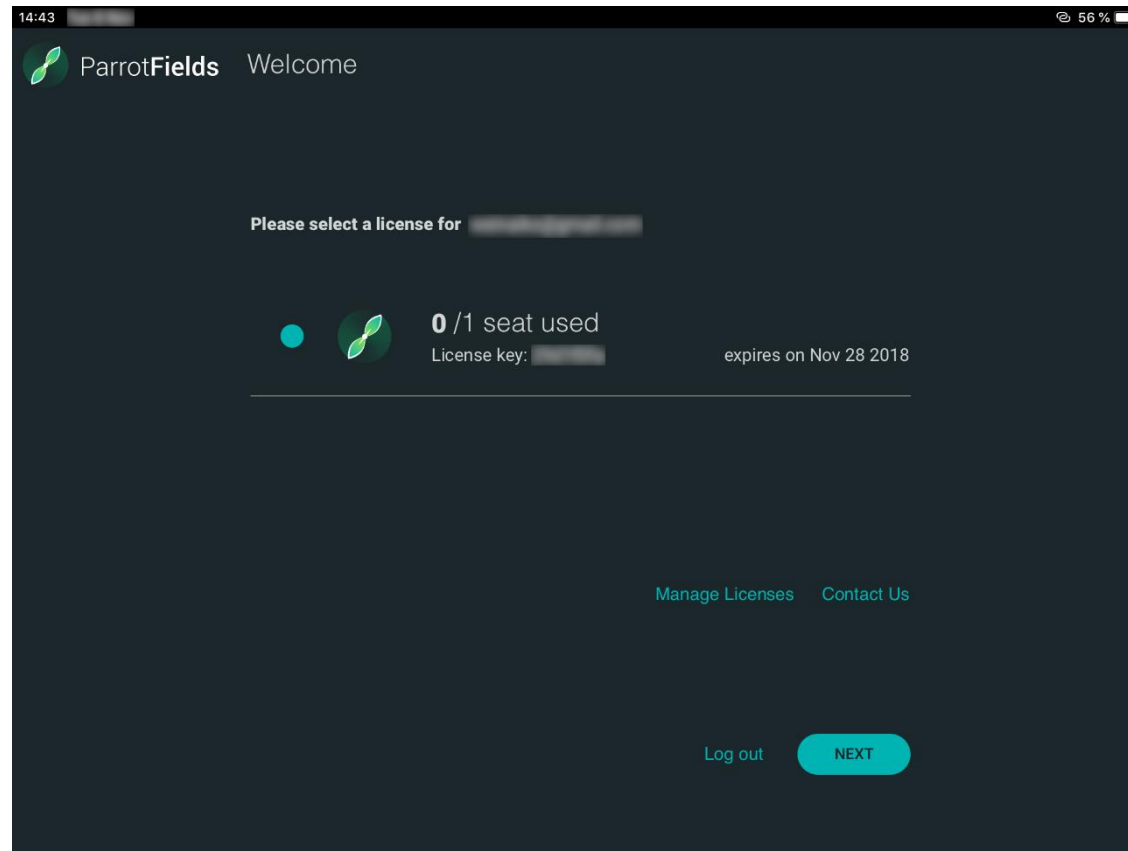 14:43
56 %
ParrotFields Welcome
Please select a license for
0 /1 seat used
License key:
expires on Nov 28 2018
Manage Licenses Contact Us
Log out NEXT